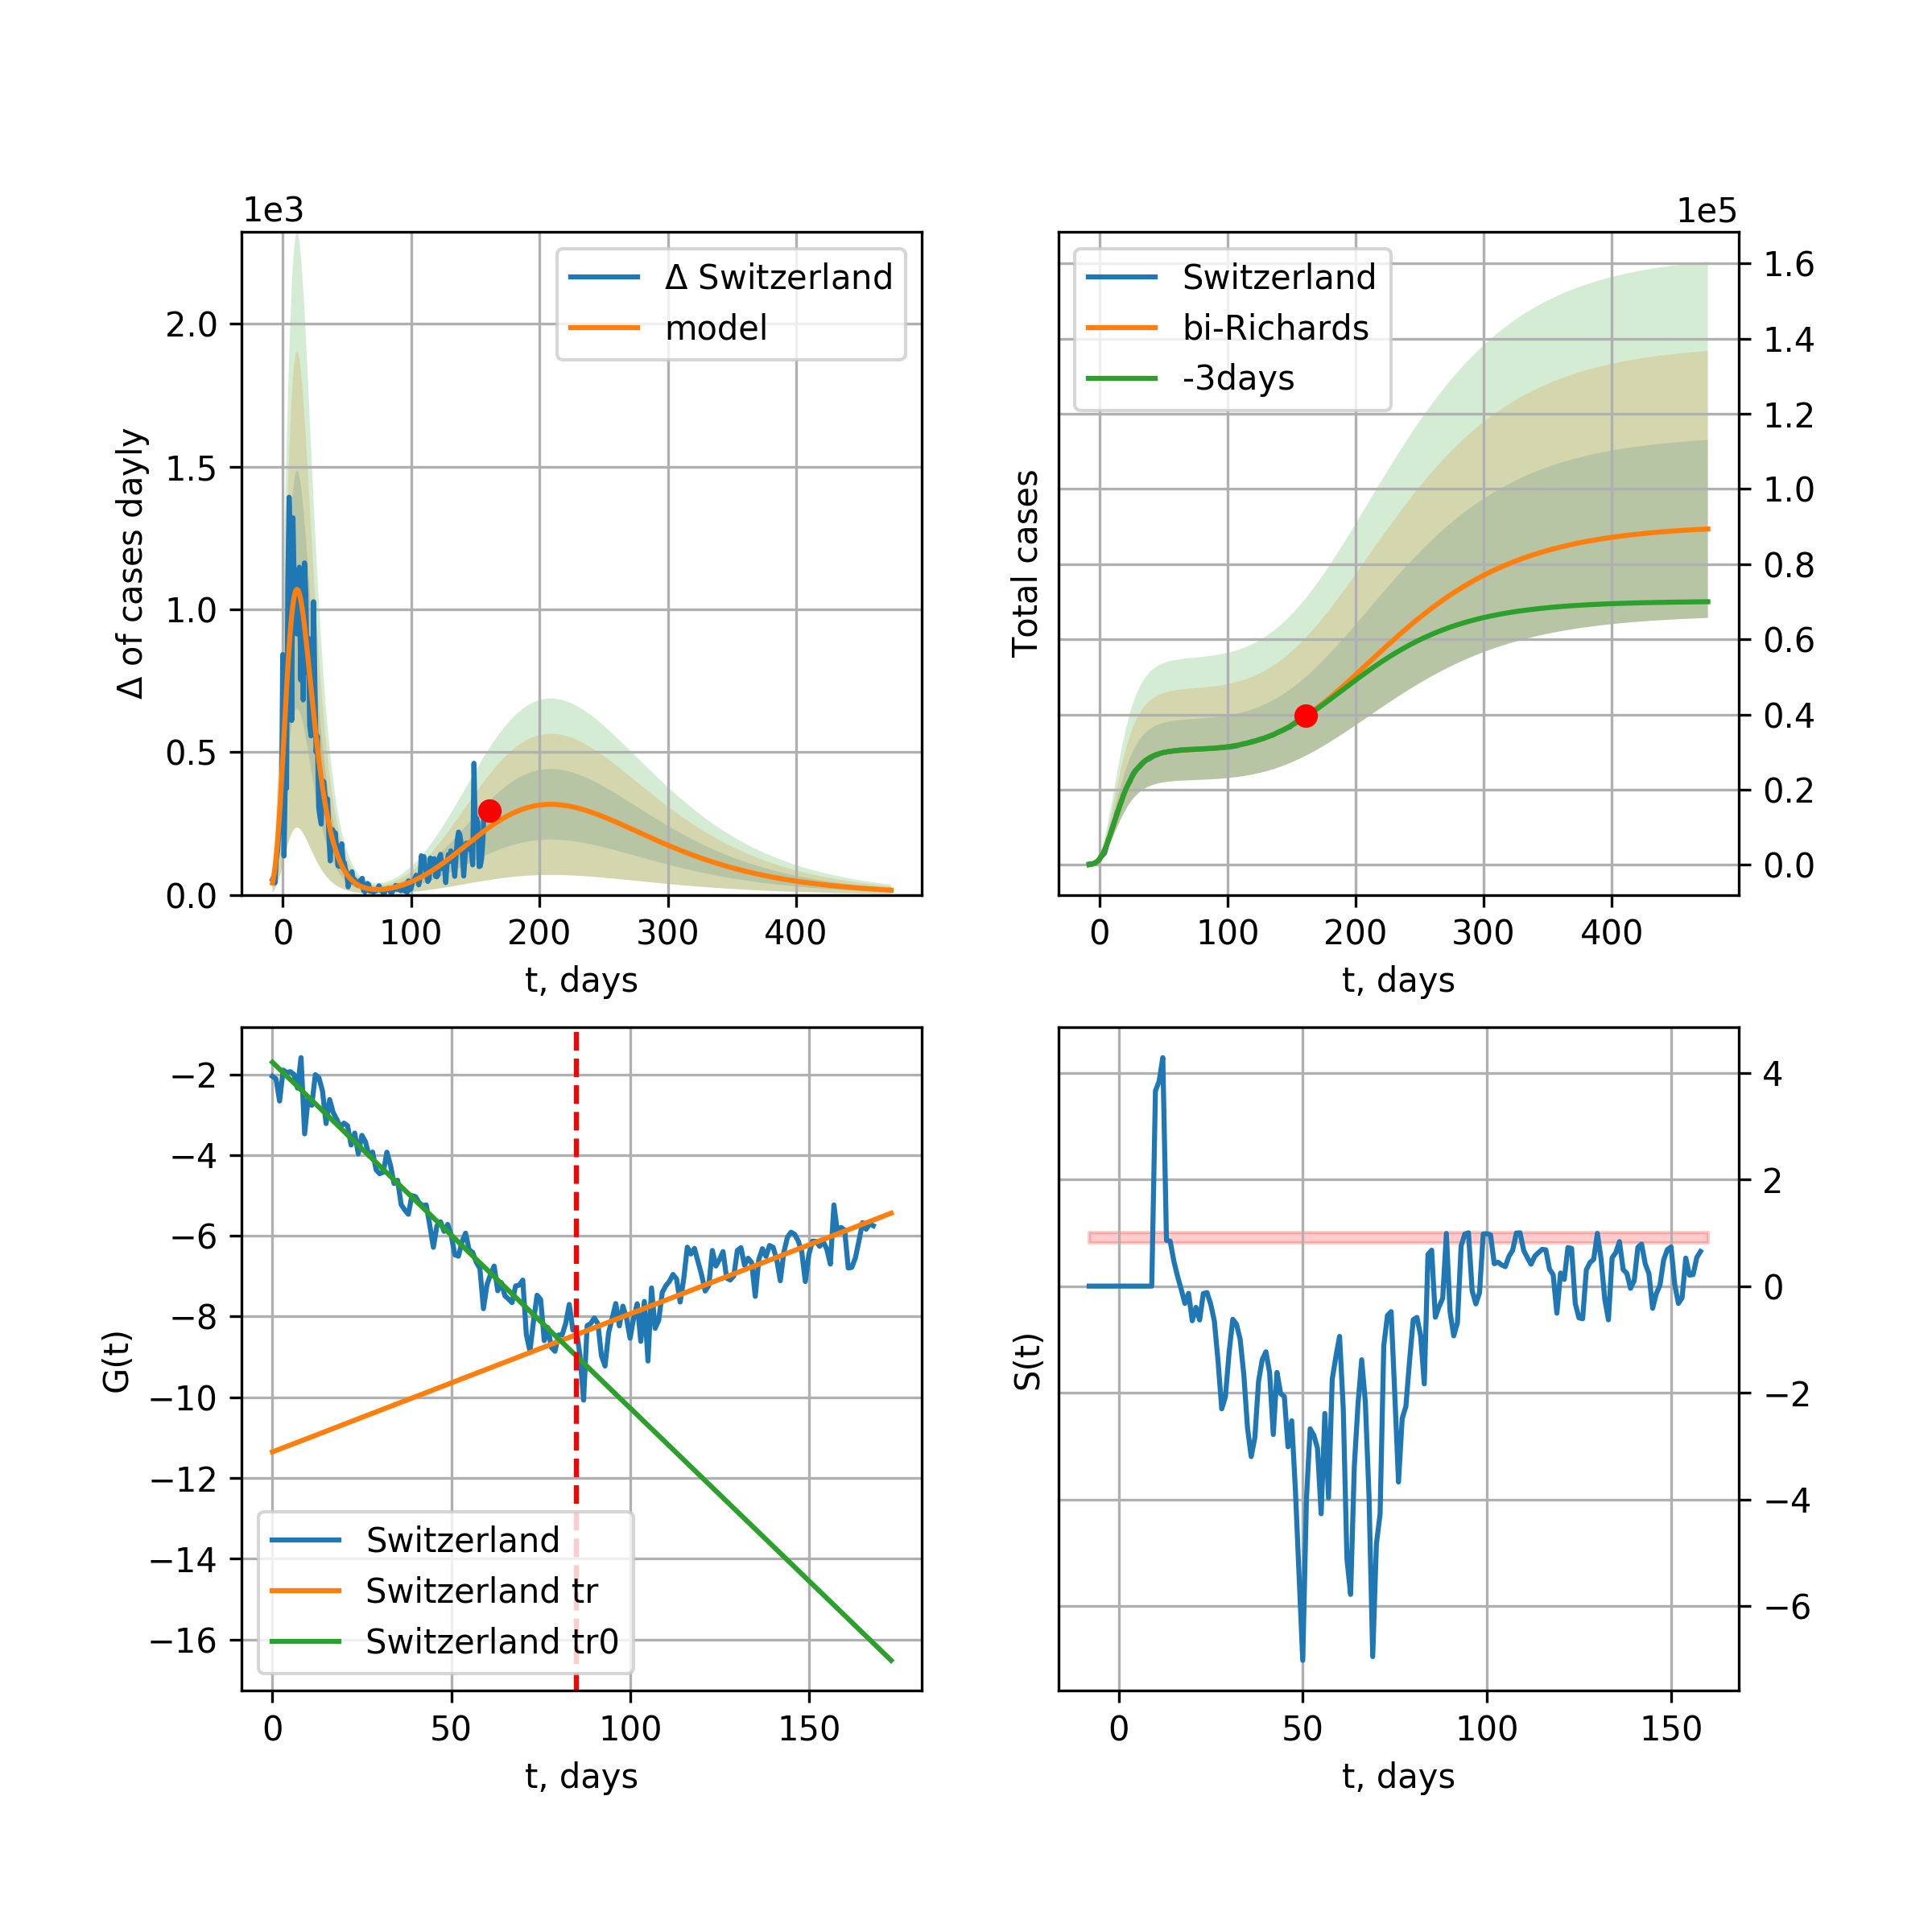 1e3
Δ Switzerland
model
2.0
1.5
1.0
0.5
0.0
Δ of cases dayly
0 100 200 300 400
t, days
1e5
Switzerland
bi-Richards
-3days
1.6
1.4
1.2
1.0
0.8
0.6
0.4
0.2
0.0
Total cases
0 100 200 300 400
t, days
−2
−4
−6
−8
−10
−12
−14
−16
G(t)
Switzerland
Switzerland tr
Switzerland tr0
0 50 100 150
t, days
4
2
0
−2
−4
−6
S(t)
0 50 100 150
t, days